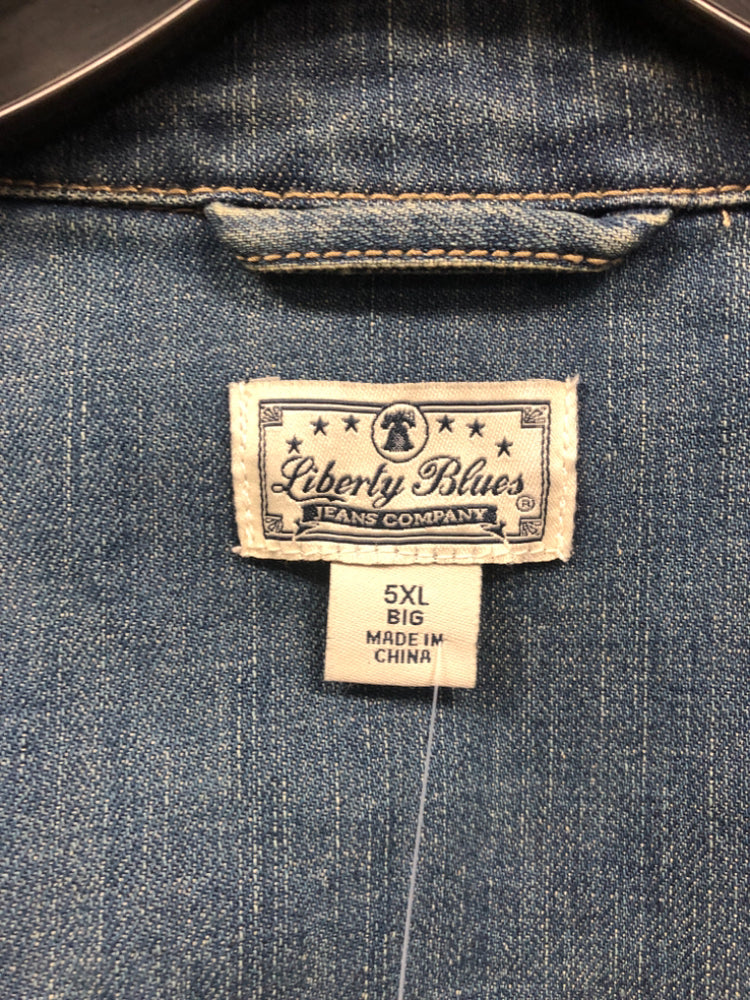 Liberty Blues ®
JEANS COMPANY
5XL
BIG
MADE IN
CHINA